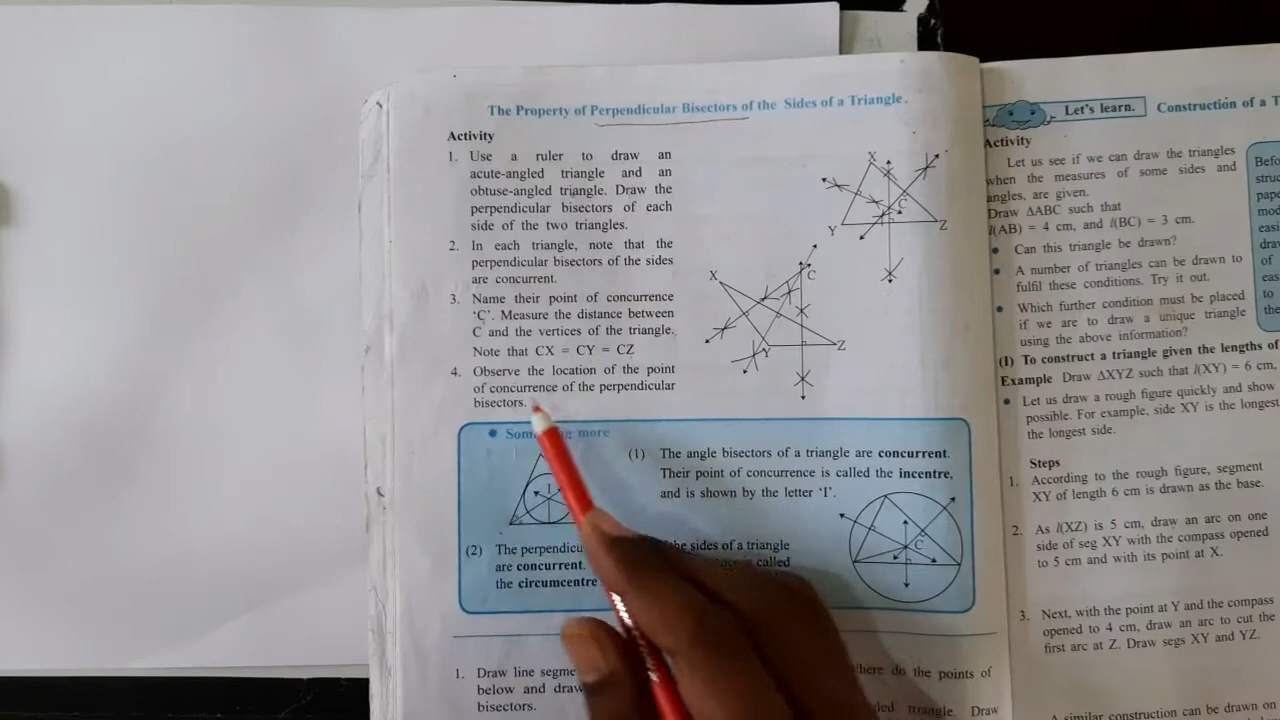 The Property of Perpendicular Bisectors of the Sides of a Triangle.
Activity
1. Use a ruler to draw an
acute-angled triangle and an
obtuse-angled triangle. Draw the
perpendicular bisectors of each
side of the two triangles.
2. In each triangle, note that the
perpendicular bisectors of the sides
are concurrent.
3. Name their point of concurrence
'C'. Measure the distance between
C and the vertices of the triangle.
Note that CX = CY = CZ
4. Observe the location of the point
of concurrence of the perpendicular
bisectors.
X
C
Y
Z
X
C
Y
Z
more
(1) The angle bisectors of a triangle are concurrent.
Their point of concurrence is called the incentre,
and is shown by the letter 'I'.
I
C
(2) The the sides of a triangle
are concurrent. is called
the circumcentre
1. Draw line
below and draw
bisectors.
do the points of
triangle. Draw
Let's learn. Construction of a
Activity
Let us see if we can draw the triangles
when the measures of some sides and
angles, are given.
Draw ΔABC such that
l(AB) = 4 cm, and l(BC) = 3 cm.
• Can this triangle be drawn?
• A number of triangles can be drawn to
fulfil these conditions. Try it out.
• Which further condition must be placed
if we are to draw a unique triangle
using the above information?
(I) To construct a triangle given the lengths of
Example Draw ΔXYZ such that l(XY) = 6 cm,
• Let us draw a rough figure quickly and show
possible. For example, side XY is the longest
the longest side.
Steps
1. According to the rough figure, segment
XY of length 6 cm is drawn as the base.
2. As l(XZ) is 5 cm, draw an arc on one
side of seg XY with the compass opened
to 5 cm and with its point at X.
3. Next, with the point at Y and the compass
opened to 4 cm, draw an arc to cut the
first arc at Z. Draw segs XY and YZ.
A similar construction can be drawn on
of
to
the